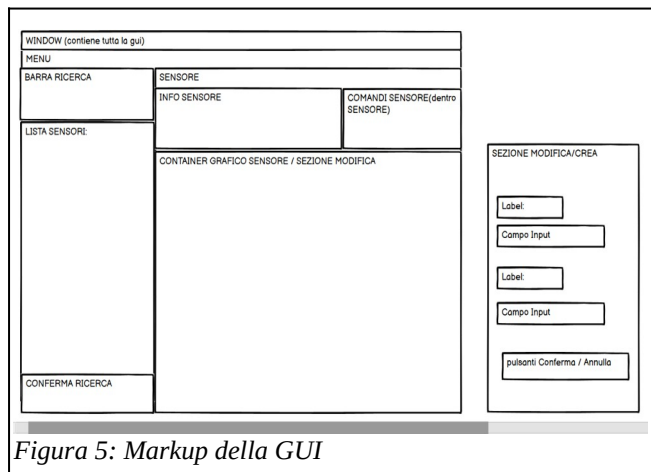 WINDOW (contiene tutta la gui)
MENU
BARRA RICERCA
SENSORE
INFO SENSORE
COMANDI SENSORE(dentro
SENSORE)
LISTA SENSORI:
CONTAINER GRAFICO SENSORE / SEZIONE MODIFICA
CONFERMA RICERCA
SEZIONE MODIFICA/CREA
Label:
Campo Input
Label:
Campo Input
pulsanti Conferma / Annulla
Figura 5: Markup della GUI